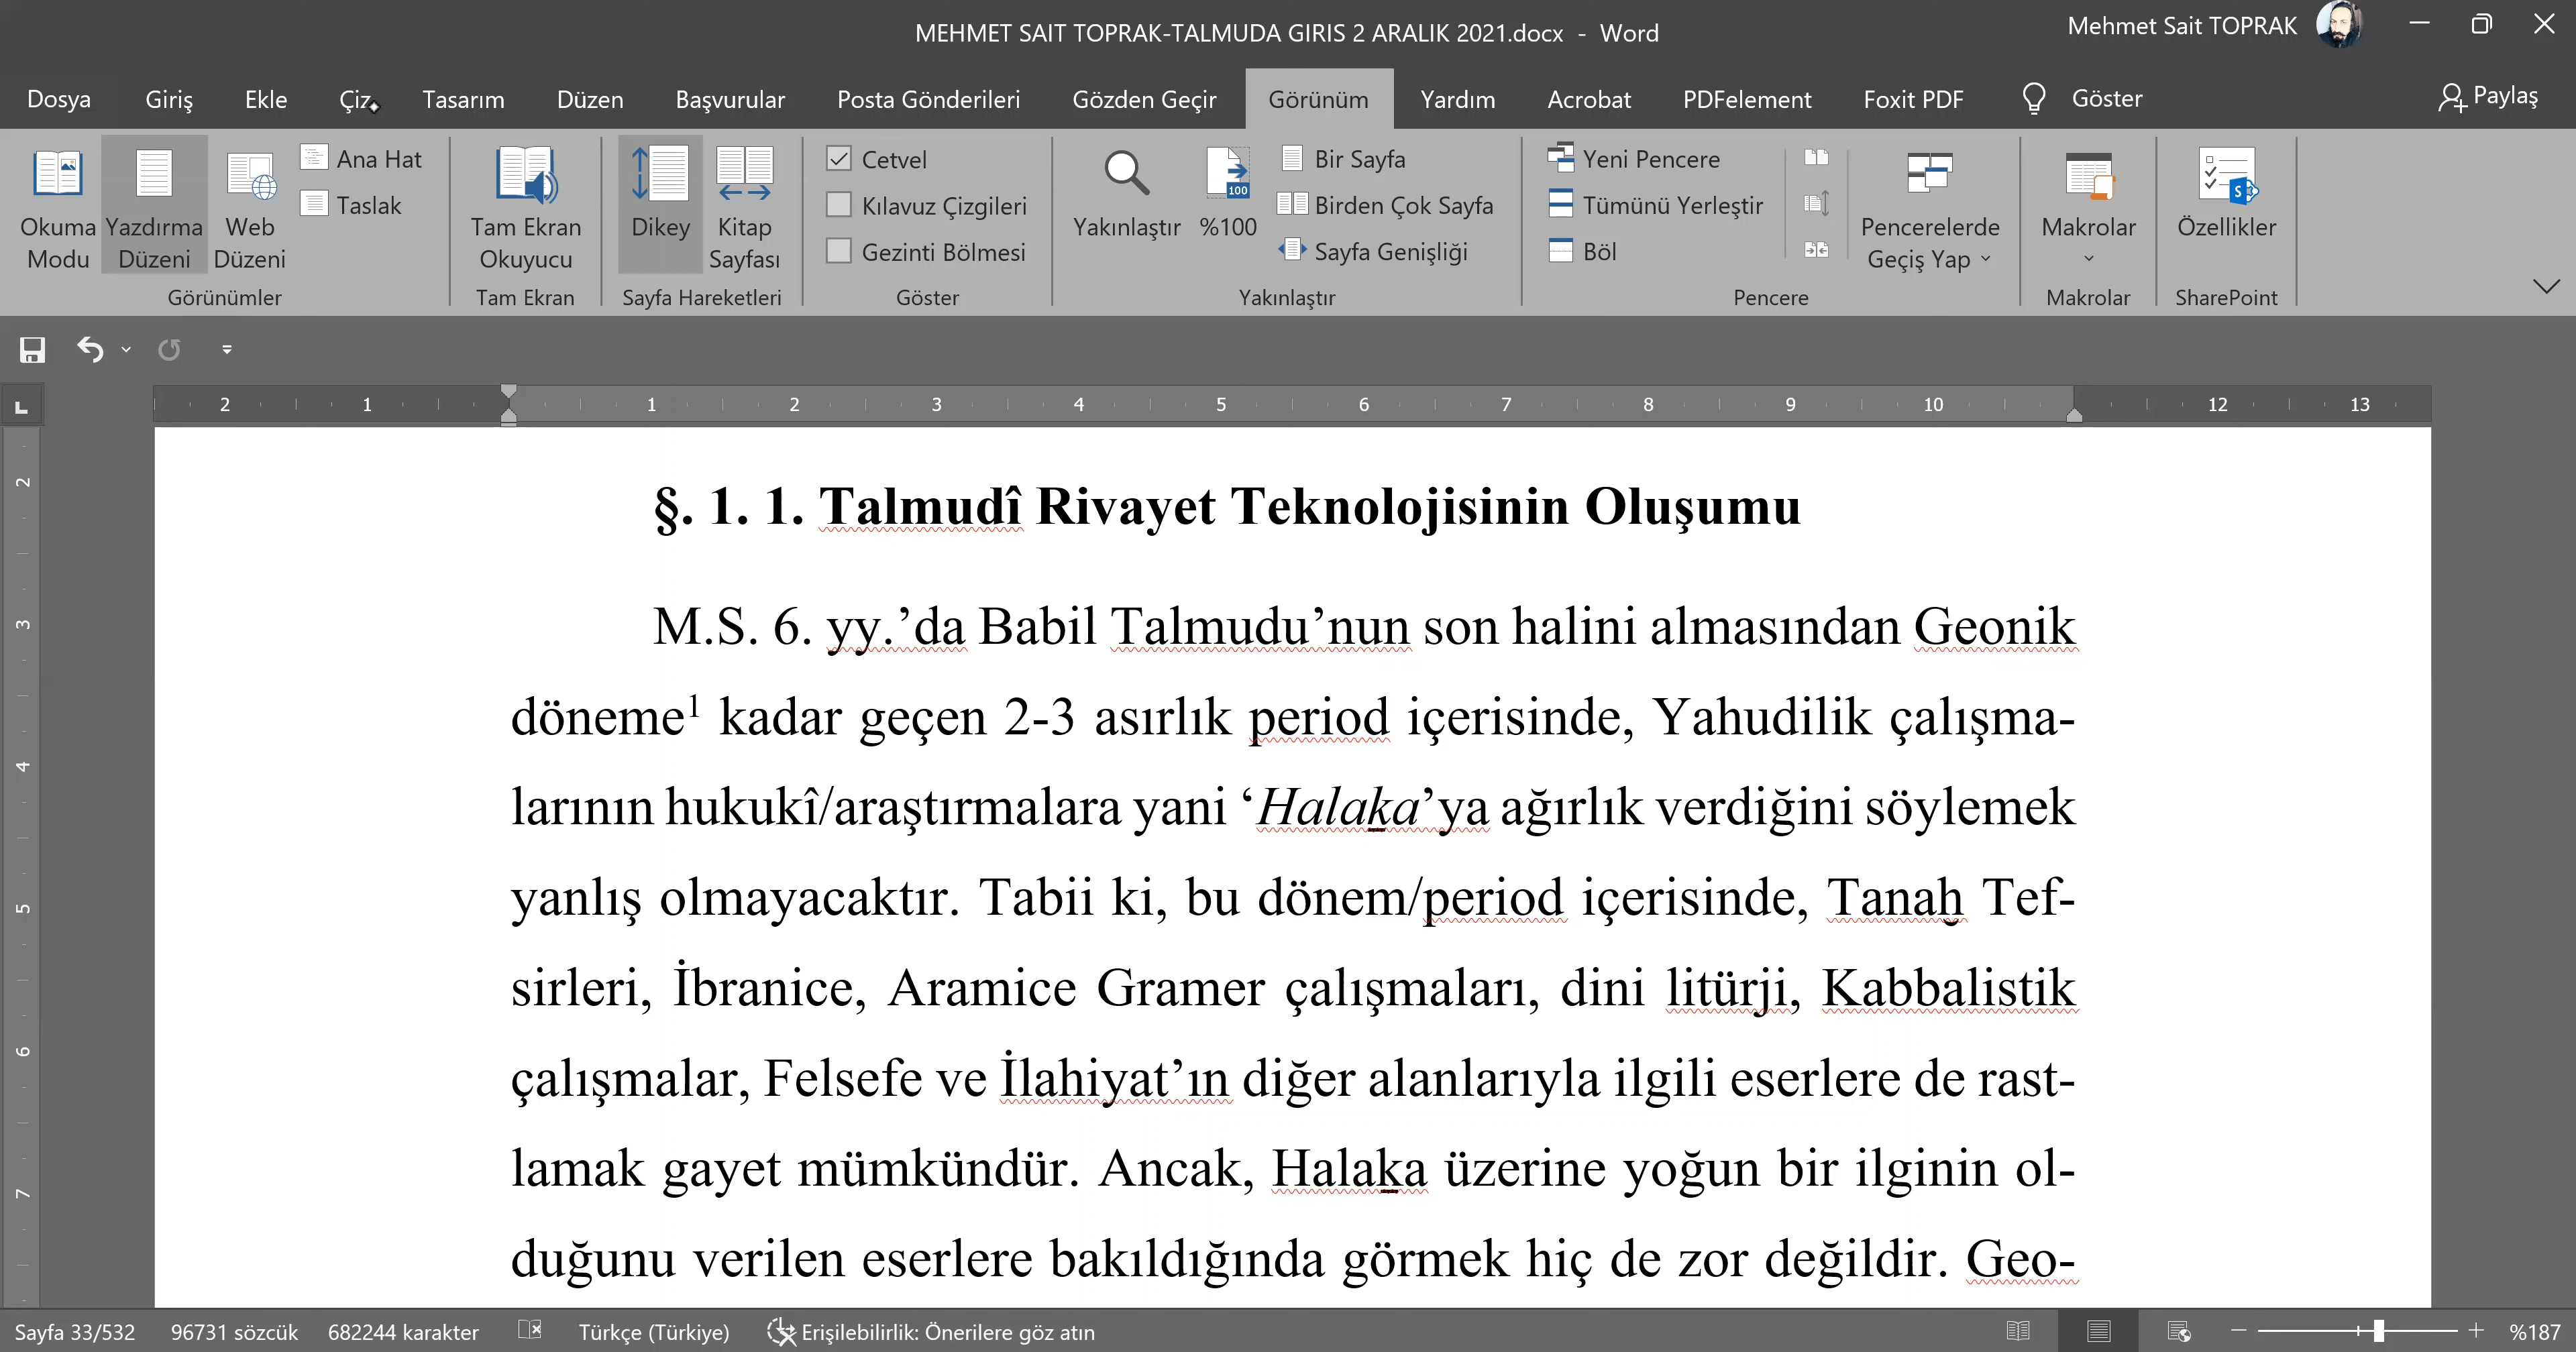 MEHMET SAIT TOPRAK-TALMUDA GIRIS 2 ARALIK 2021.docx - Word
Mehmet Sait TOPRAK
Dosya Giriş Ekle Çiz Tasarım Düzen Başvurular Posta Gönderileri Gözden Geçir Görünüm Yardım Acrobat PDFelement Foxit PDF Göster Paylaş
Okuma Modu
Yazdırma Düzeni
Web Düzeni
Ana Hat
Taslak
Görünümler
Tam Ekran Okuyucu
Tam Ekran
Dikey
Kitap Sayfası
Sayfa Hareketleri
Cetvel
Kılavuz Çizgileri
Gezinti Bölmesi
Göster
Yakınlaştır
100
%100
Bir Sayfa
Birden Çok Sayfa
Sayfa Genişliği
Yakınlaştır
Yeni Pencere
Tümünü Yerleştir
Böl
Pencerelerde Geçiş Yap
Pencere
Makrolar
Makrolar
S
Özellikler
SharePoint
2 1 1 2 3 4 5 6 7 8 9 10 12 13
2
3
4
5
6
7
§. 1. 1. Talmudî Rivayet Teknolojisinin Oluşumu
M.S. 6. yy.’da Babil Talmudu’nun son halini almasından Geonik
döneme¹ kadar geçen 2-3 asırlık period içerisinde, Yahudilik çalışma-
larının hukukî/araştırmalara yani ‘Halaḵa’ya ağırlık verdiğini söylemek
yanlış olmayacaktır. Tabii ki, bu dönem/period içerisinde, Tanaḫ Tef-
sirleri, İbranice, Aramice Gramer çalışmaları, dini litürji, Kabbalistik
çalışmalar, Felsefe ve İlahiyat’ın diğer alanlarıyla ilgili eserlere de rast-
lamak gayet mümkündür. Ancak, Halaḵa üzerine yoğun bir ilginin ol-
duğunu verilen eserlere bakıldığında görmek hiç de zor değildir. Geo-
Sayfa 33/532 96731 sözcük 682244 karakter Türkçe (Türkiye) Erişilebilirlik: Önerilere göz atın %187